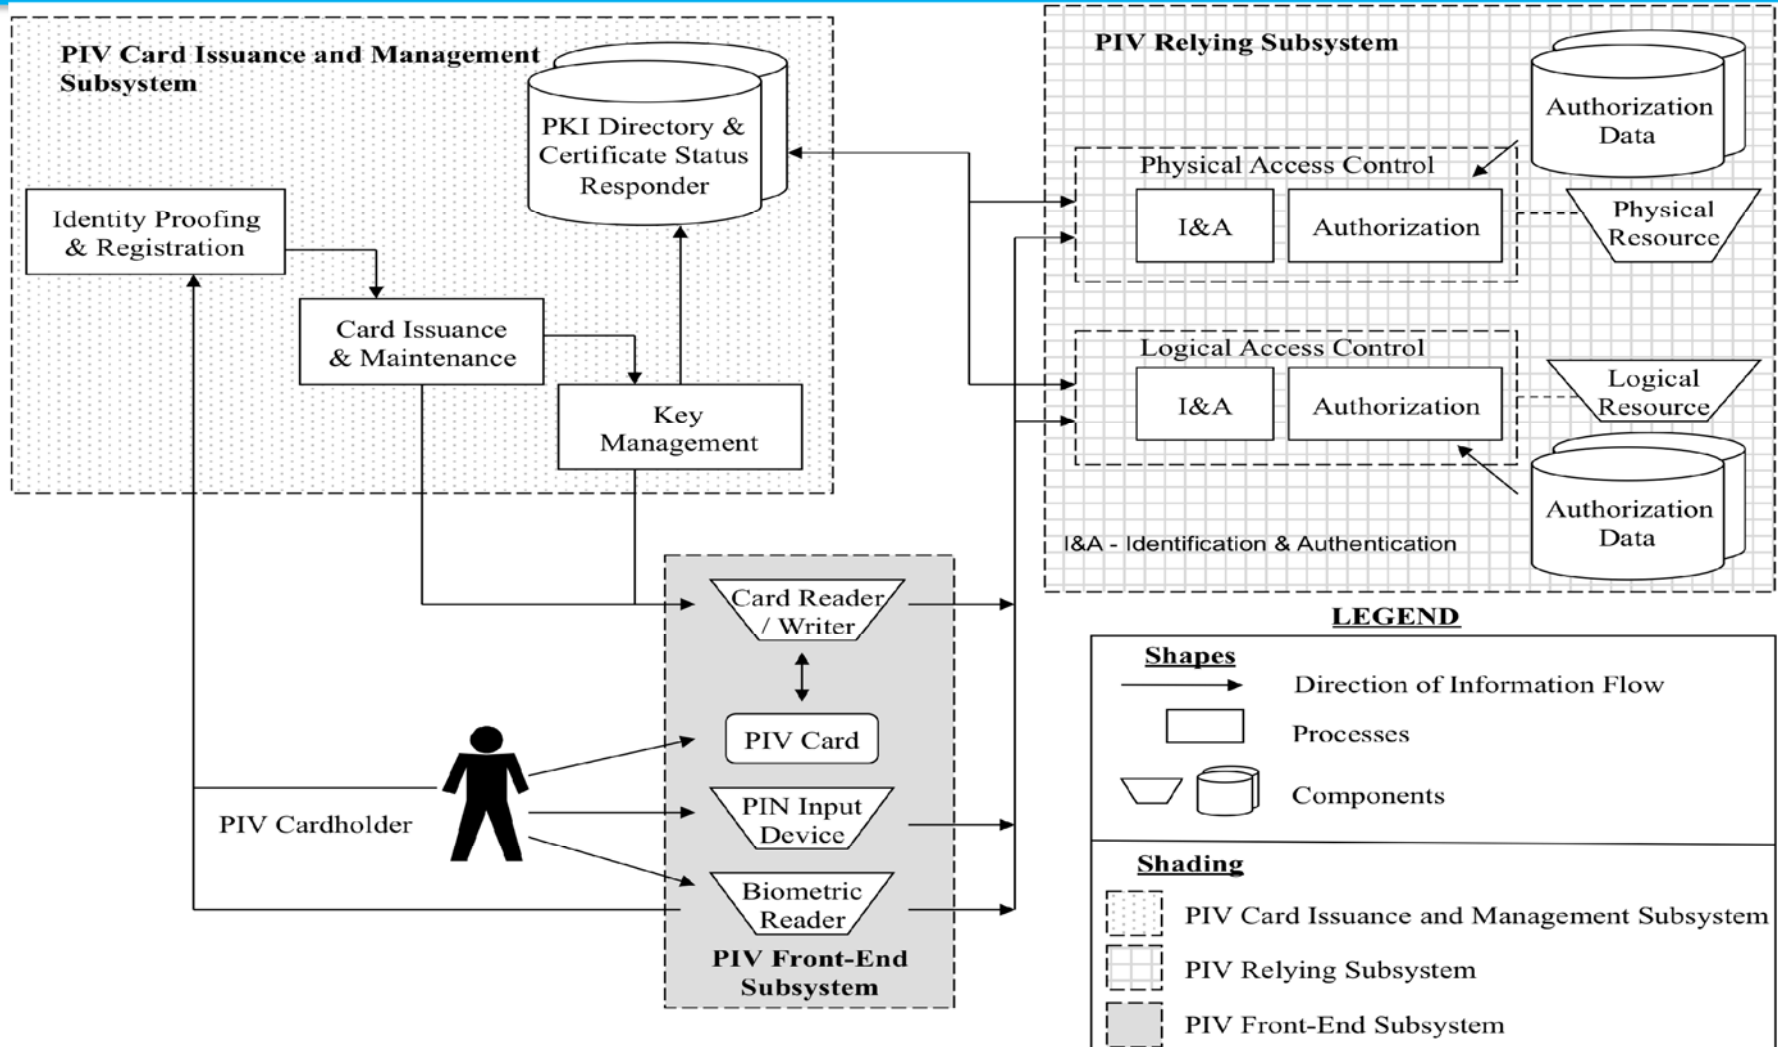 PIV Card Issuance and Management
Subsystem
PKI Directory &
Certificate Status
Responder
Identity Proofing
& Registration
Card Issuance
& Maintenance
Key
Management
PIV Relying Subsystem
Authorization
Data
Physical Access Control
I&A
Authorization
Physical
Resource
Logical Access Control
I&A
Authorization
Logical
Resource
Authorization
Data
I&A - Identification & Authentication
Card Reader
/ Writer
PIV Card
PIN Input
Device
Biometric
Reader
PIV Front-End
Subsystem
PIV Cardholder
LEGEND
Shapes
Direction of Information Flow
Processes
Components
Shading
PIV Card Issuance and Management Subsystem
PIV Relying Subsystem
PIV Front-End Subsystem